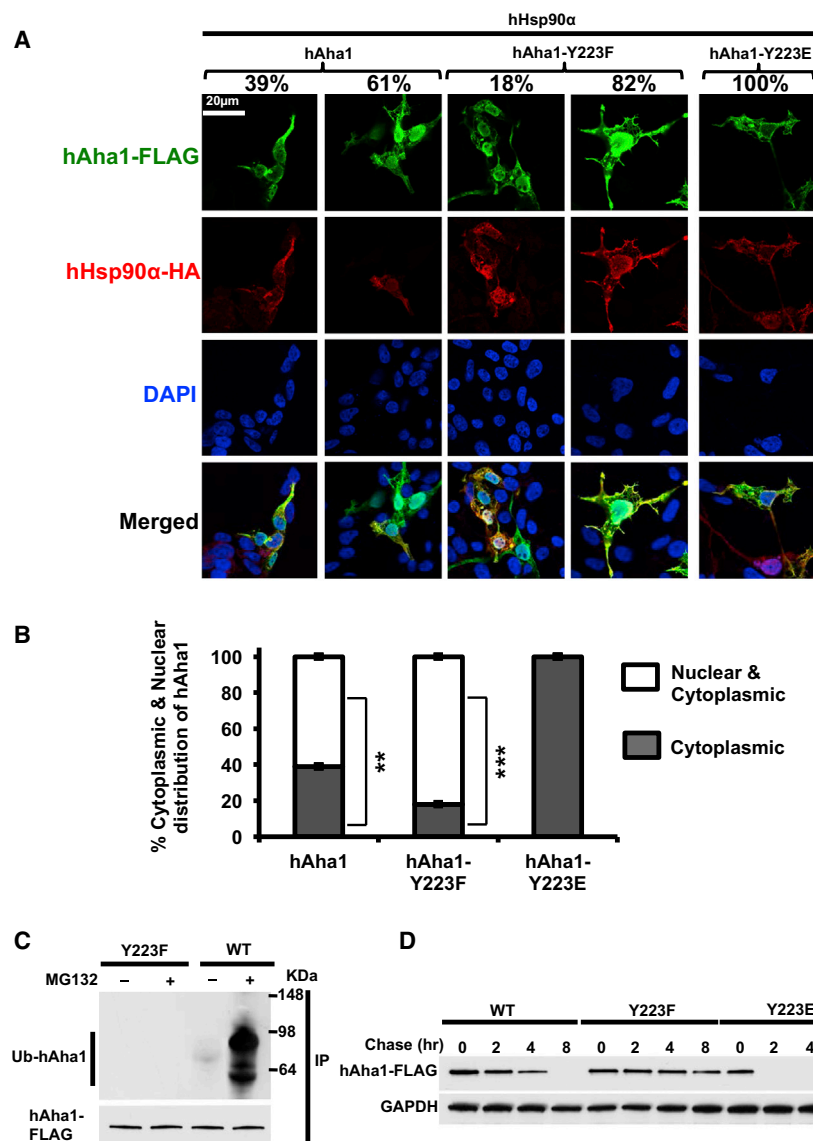 A
hHsp90α
hAha1 hAha1-Y223F hAha1-Y223E
39% 61% 18% 82% 100%
20μm
hAha1-FLAG
hHsp90α-HA
DAPI
Merged
B
% Cytoplasmic & Nuclear
distribution of hAha1
100
80
60
40
20
0
**
***
hAha1
hAha1-
Y223F
hAha1-
Y223E
Nuclear &
Cytoplasmic
Cytoplasmic
C
Y223F WT
MG132 – + – + KDa
148
98
64
Ub-hAha1
IP
hAha1-
FLAG
D
WT Y223F Y223E
Chase (hr) 0 2 4 8 0 2 4 8 0 2 4
hAha1-FLAG
GAPDH